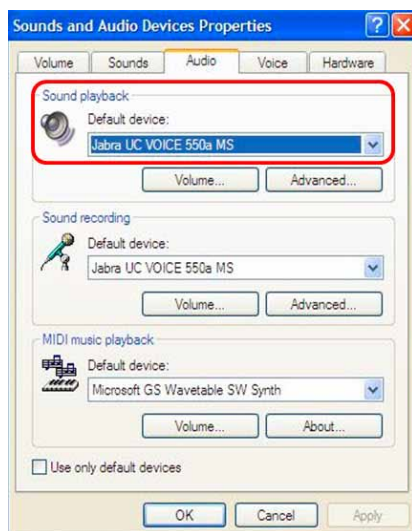 Sounds and Audio Devices Properties
Volume Sounds Audio Voice Hardware
Sound playback
Default device:
Jabra UC VOICE 550a MS
Volume... Advanced...
Sound recording
Default device:
Jabra UC VOICE 550a MS
Volume... Advanced...
MIDI music playback
Default device:
Microsoft GS Wavetable SW Synth
Volume... About...
Use only default devices
OK Cancel Apply